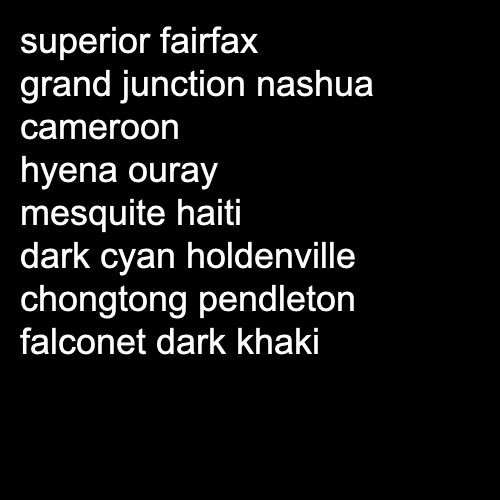 superior fairfax
grand junction nashua
cameroon
hyena ouray
mesquite haiti
dark cyan holdenville
chongtong pendleton
falconet dark khaki